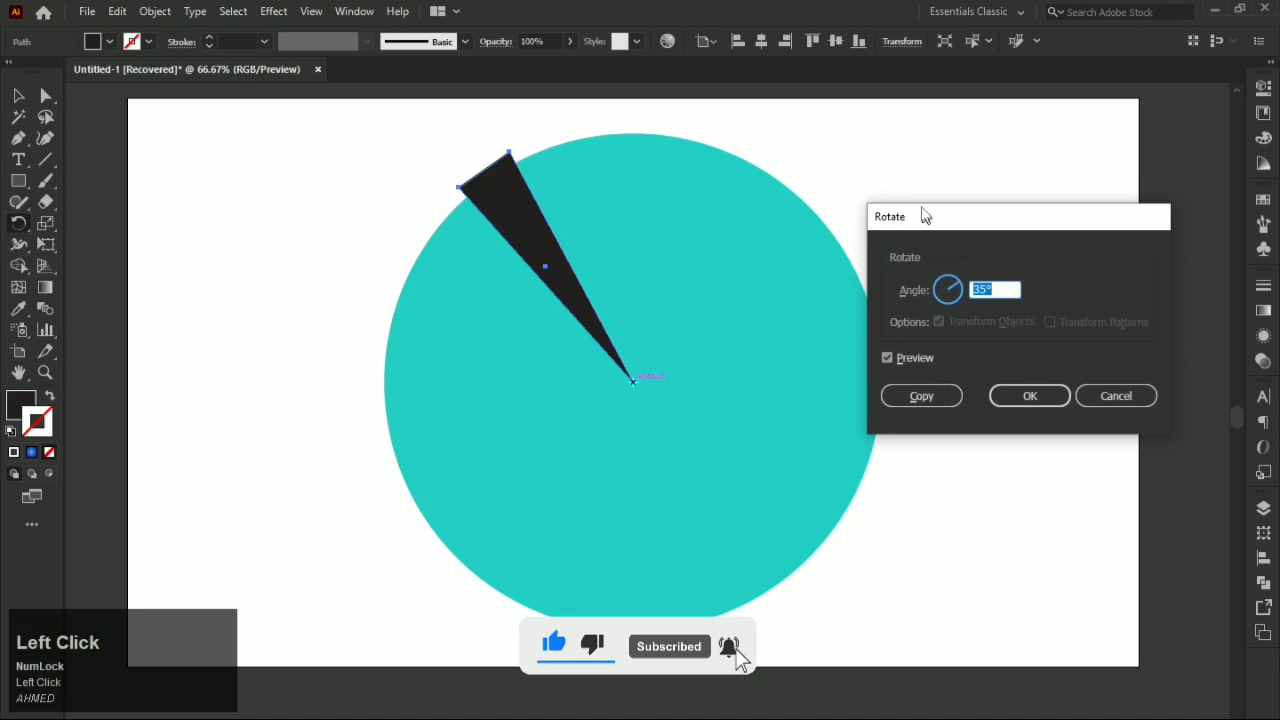 Ai File Edit Object Type Select Effect View Window Help Essentials Classic Search Adobe Stock
Path Stroke: Basic Opacity: 100% Style: Transform
Untitled-1 [Recovered]* @ 66.67% (RGB/Preview) ×
Rotate
Rotate
Angle: 35°
Options: Transform Objects Transform Patterns
Preview
anchor
Copy OK Cancel
Left Click
NumLock
Left Click
AHMED
Subscribed